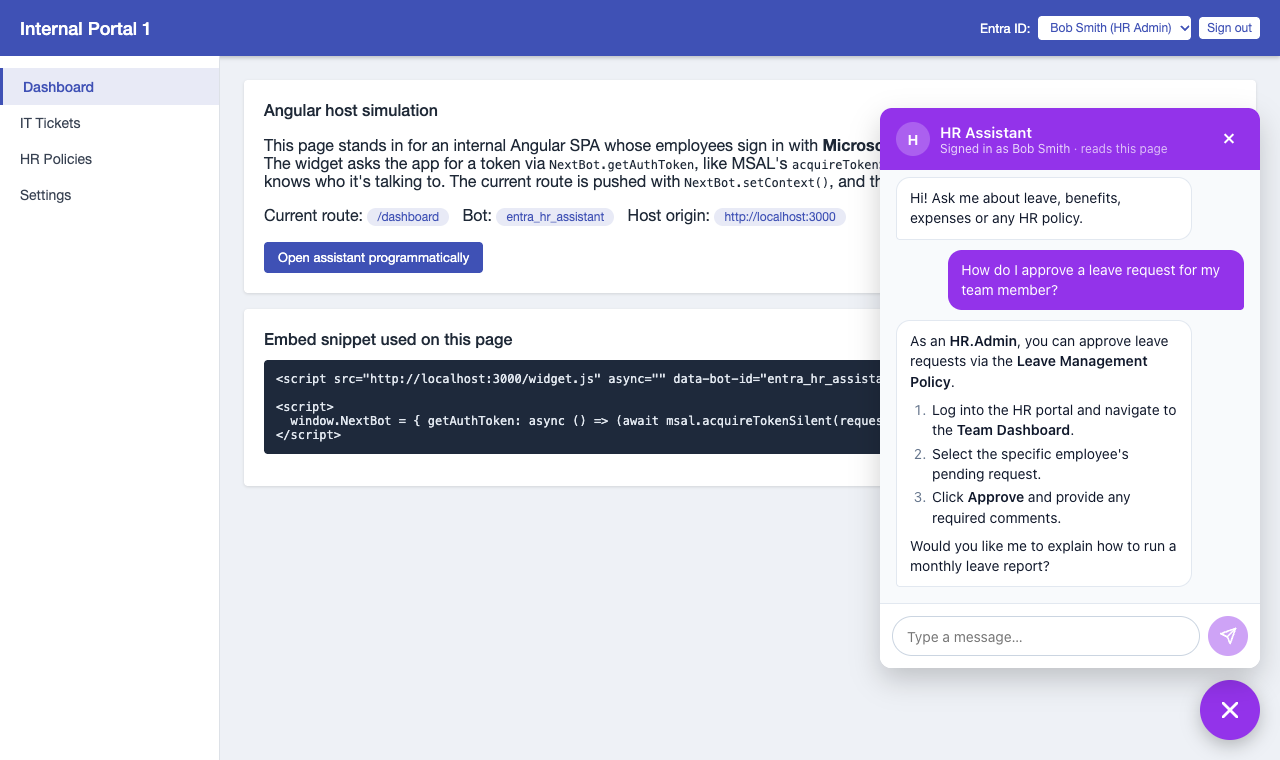 Internal Portal 1
Entra ID:
Bob Smith (HR Admin)
Sign out
Dashboard
IT Tickets
HR Policies
Settings
Angular host simulation
This page stands in for an internal Angular SPA whose employees sign in with
The widget asks the app for a token via NextBot.getAuthToken, like MSAL's
knows who it's talking to. The current route is pushed with NextBot.setContext(), and
Current route: /dashboard Bot: entra_hr_assistant Host origin: http://localhost:3000
Open assistant programmatically
Embed snippet used on this page
<script src="http://localhost:3000/widget.js" async="" data-bot-id="entra_hr_assista
<script>
window.NextBot = { getAuthToken: async () => (await msal.acquireTokenSilent(reques
</script>
H
HR Assistant
Signed in as Bob Smith · reads this page
Hi! Ask me about leave, benefits,
expenses or any HR policy.
How do I approve a leave request for my
team member?
As an HR.Admin, you can approve leave
requests via the Leave Management
Policy.
1. Log into the HR portal and navigate to
the Team Dashboard.
2. Select the specific employee's
pending request.
3. Click Approve and provide any
required comments.
Would you like me to explain how to run a
monthly leave report?
Type a message...